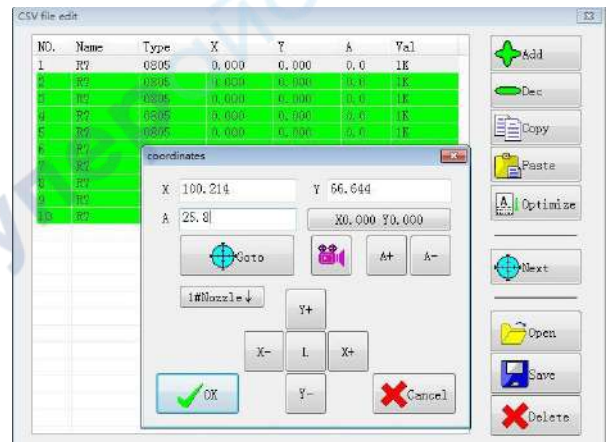 CSV file edit
NO. Name Type X Y A Val
1 R? 0805 0.000 0.000 0.0 1K
2 R? 0805 0.000 0.000 0.0 1K
3 R? 0805 0.000 0.000 0.0 1K
4 R? 0805 0.000 0.000 0.0 1K
5 R? 0805 0.000 0.000 0.0 1K
6 R?
7 R?
8 R?
9 R?
10 R?
coordinates
X 100.214 Y 56.644
A 25.8
X0.000 Y0.000
Goto
A+ A-
1#Nozzle↓
Y+
X- L X+
Y-
OK
Cancel
Add
Dec
Copy
Paste
Optimize
Next
Open
Save
Delete